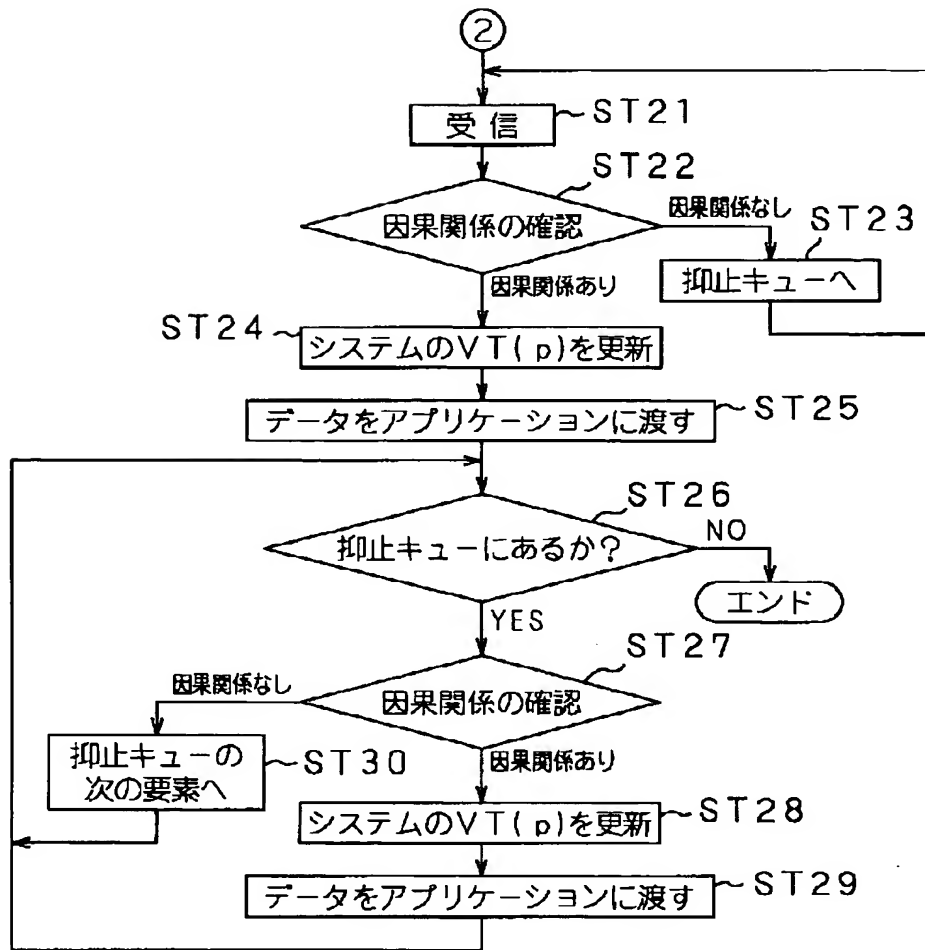 2
受信
ST21
ST22
因果関係の確認
因果関係なし
ST23
抑止キューへ
因果関係あり
ST24
システムのVT(p)を更新
データをアプリケーションに渡す
ST25
ST26
抑止キューにあるか?
NO
エンド
YES
ST27
因果関係なし
因果関係の確認
抑止キューの
次の要素へ
ST30
因果関係あり
システムのVT(p)を更新
ST28
データをアプリケーションに渡す
ST29